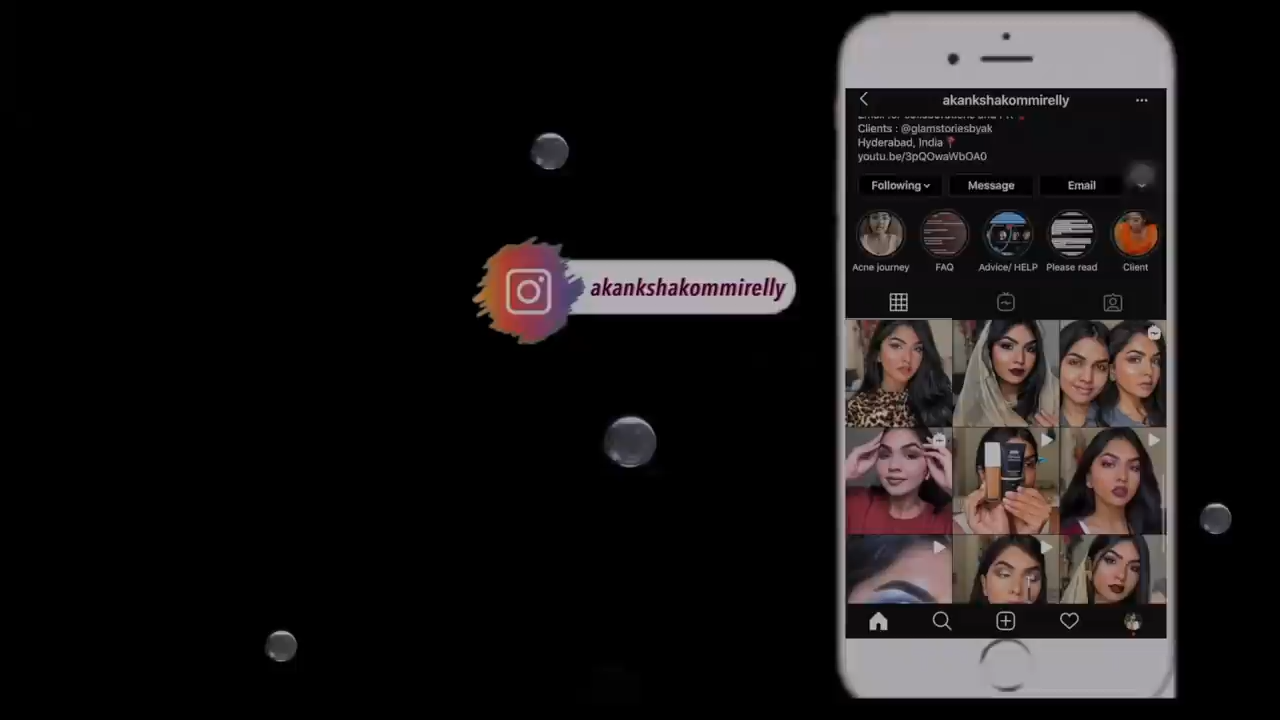 akankshakommirelly
akankshakommirelly
Clients : @glamstoriesbyak
Hyderabad, India
youtu.be/3pQOwaWbOA0
Following Message Email
Acne journey FAQ Advice/ HELP Please read Client